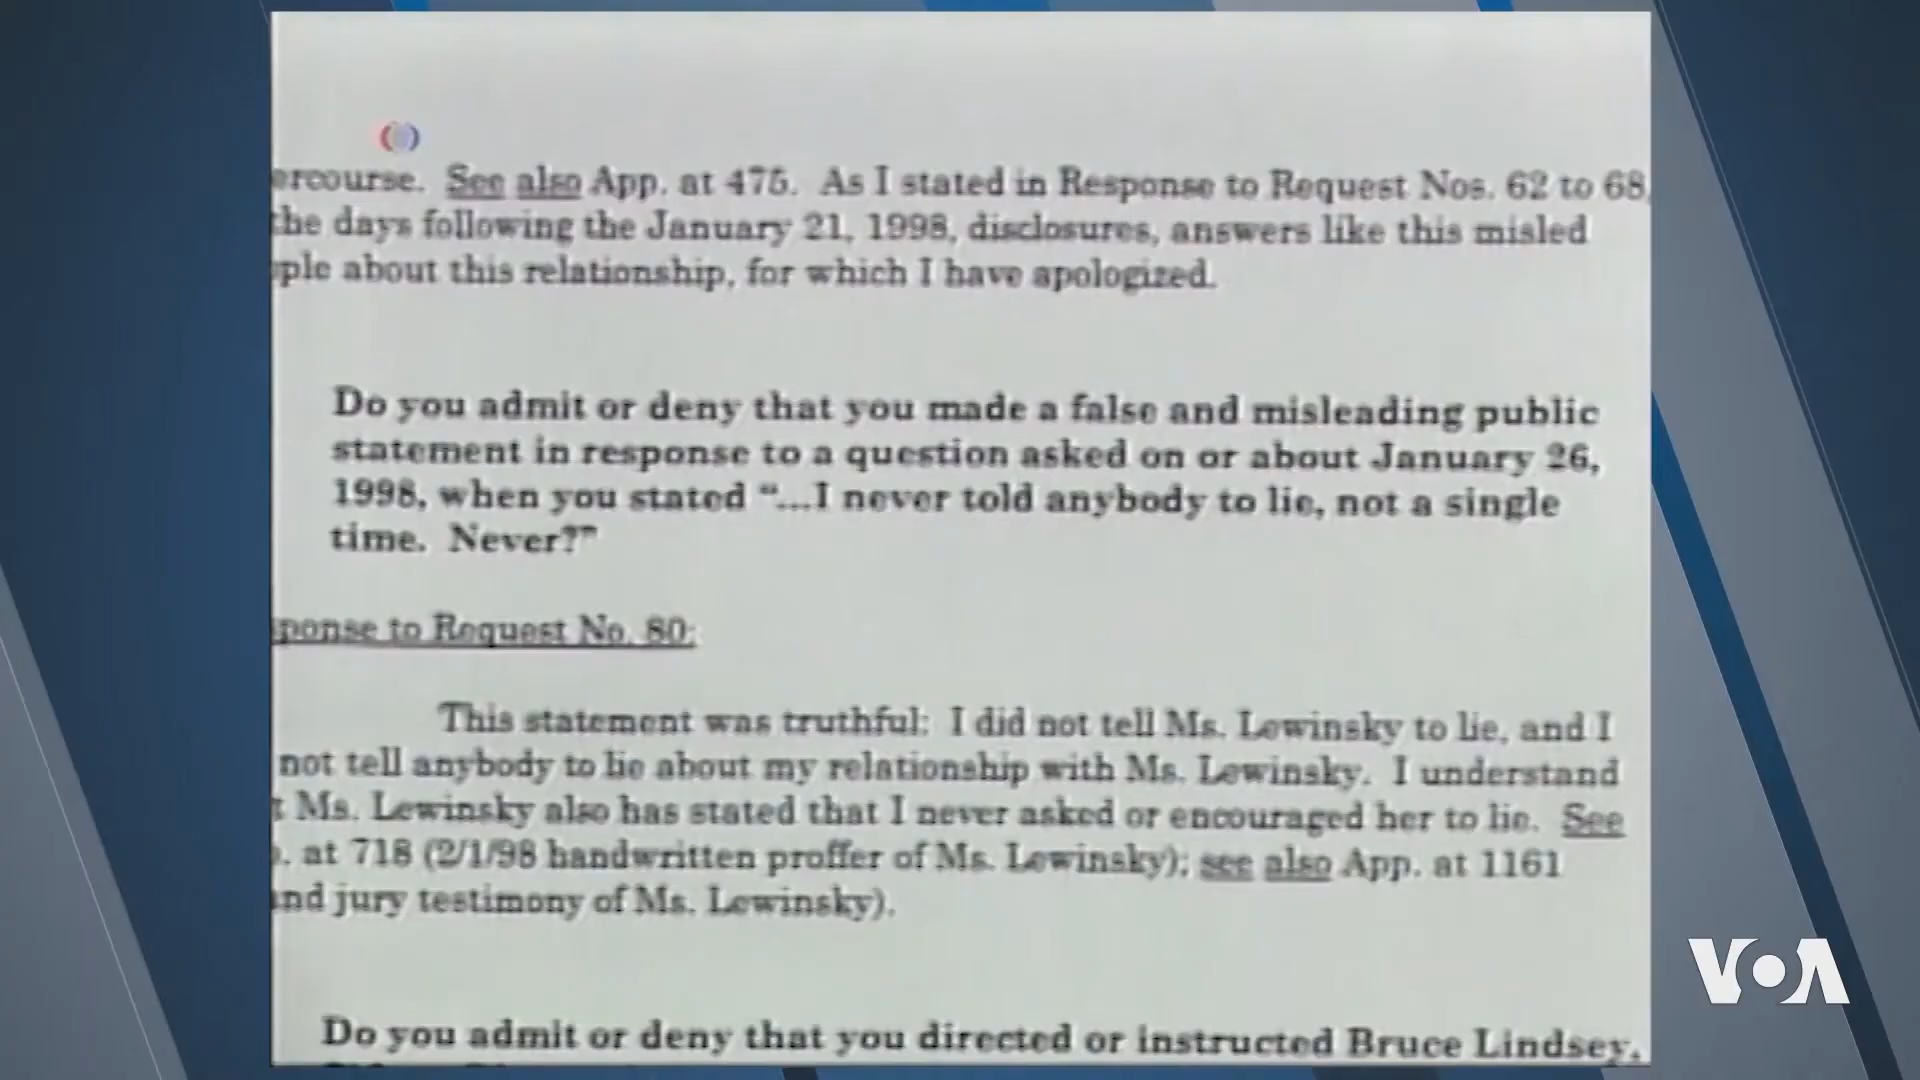 ercourse. See also App. at 475. As I stated in Response to Request Nos. 62 to 68,
the days following the January 21, 1998, disclosures, answers like this misled
ple about this relationship, for which I have apologized.
Do you admit or deny that you made a false and misleading public
statement in response to a question asked on or about January 26,
1998, when you stated “...I never told anybody to lie, not a single
time. Never?”
ponse to Request No. 80:
This statement was truthful: I did not tell Ms. Lewinsky to lie, and I
not tell anybody to lie about my relationship with Ms. Lewinsky. I understand
t Ms. Lewinsky also has stated that I never asked or encouraged her to lie. See
. at 718 (2/1/98 handwritten proffer of Ms. Lewinsky); see also App. at 1161
nd jury testimony of Ms. Lewinsky).
Do you admit or deny that you directed or instructed Bruce Lindsey,
VOA